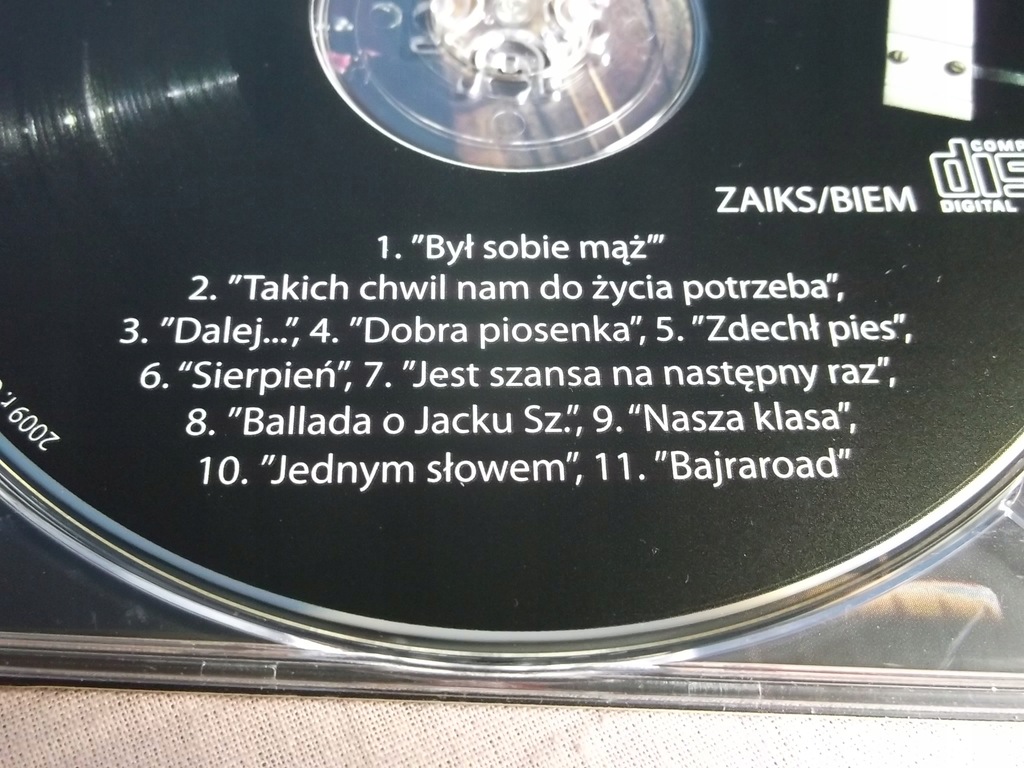 ZAIKS/BIEM
DIGITAL
1. ”Był sobie mąż”’
2. ”Takich chwil nam do życia potrzeba”,
3. ”Dalej...”, 4. ”Dobra piosenka”, 5. ”Zdechł pies”,
6. “Sierpień”, 7. ”Jest szansa na następny raz”,
8. ”Ballada o Jacku Sz.”, 9. “Nasza klasa”,
10. ”Jednym słowem”, 11. ”Bajraroad”
2009 r.